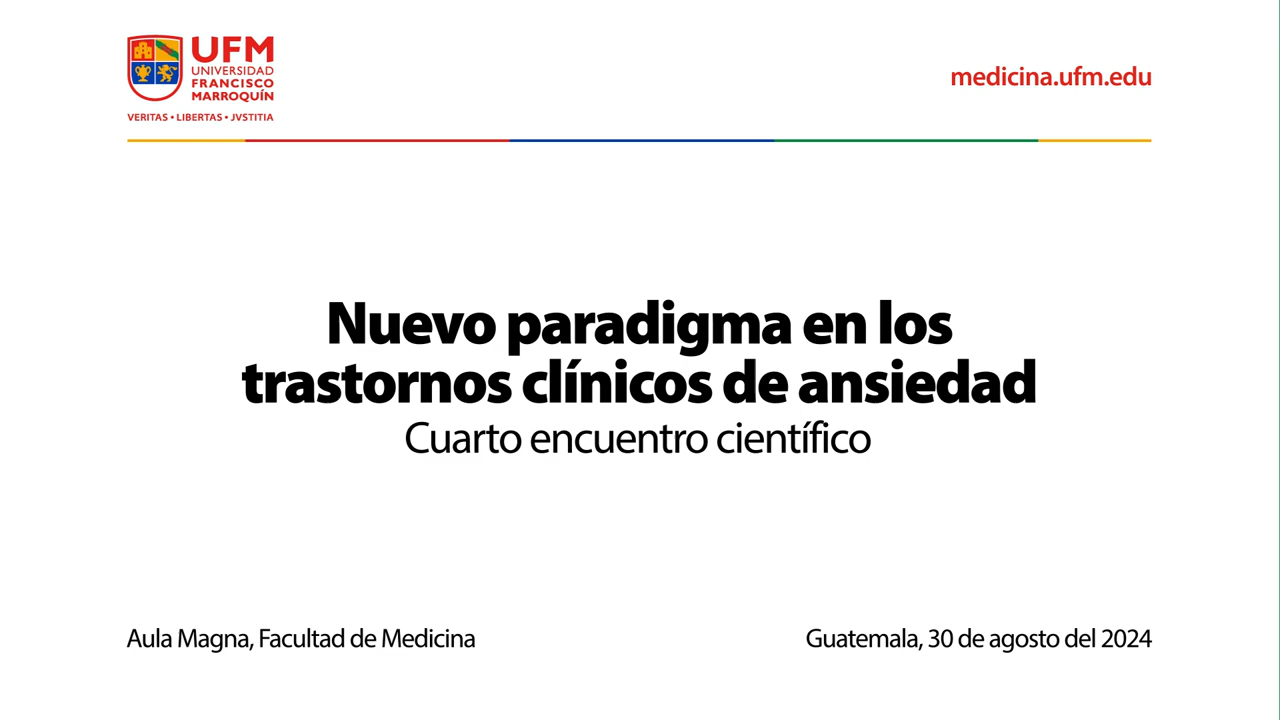 UFM
UNIVERSIDAD
FRANCISCO
MARROQUÍN
VERITAS • LIBERTAS • JVSTITIA
medicina.ufm.edu
Nuevo paradigma en los
trastornos clínicos de ansiedad
Cuarto encuentro científico
Aula Magna, Facultad de Medicina
Guatemala, 30 de agosto del 2024